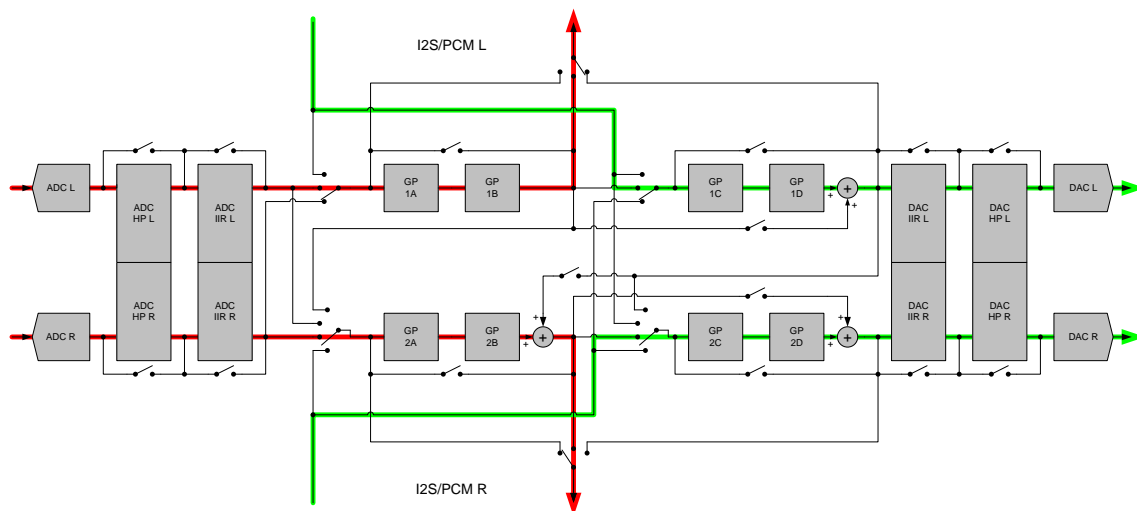 I2S/PCM L
ADC L
ADC
HP L
ADC
IIR L
GP
1A
GP
1B
GP
1C
GP
1D
+
+
+
DAC
IIR L
DAC
HP L
DAC L
ADC R
ADC
HP R
ADC
IIR R
GP
2A
GP
2B
+
+
+
GP
2C
GP
2D
+
+
+
DAC
IIR R
DAC
HP R
DAC R
I2S/PCM R